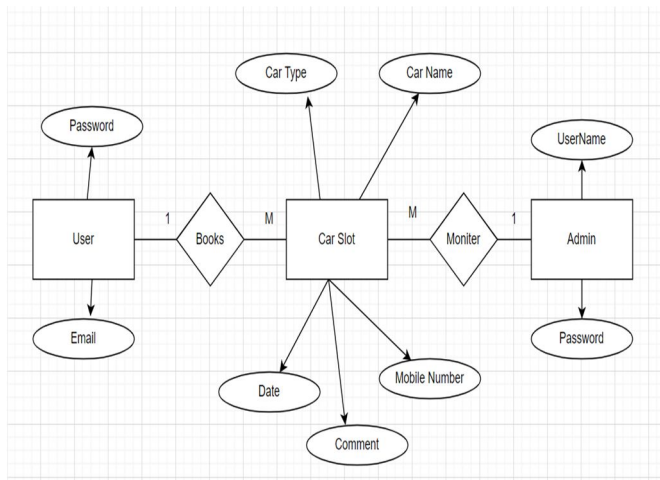 Car Type
Car Name
Password
UserName
User
1
Books
M
Car Slot
M
Moniter
1
Admin
Email
Password
Date
Mobile Number
Comment